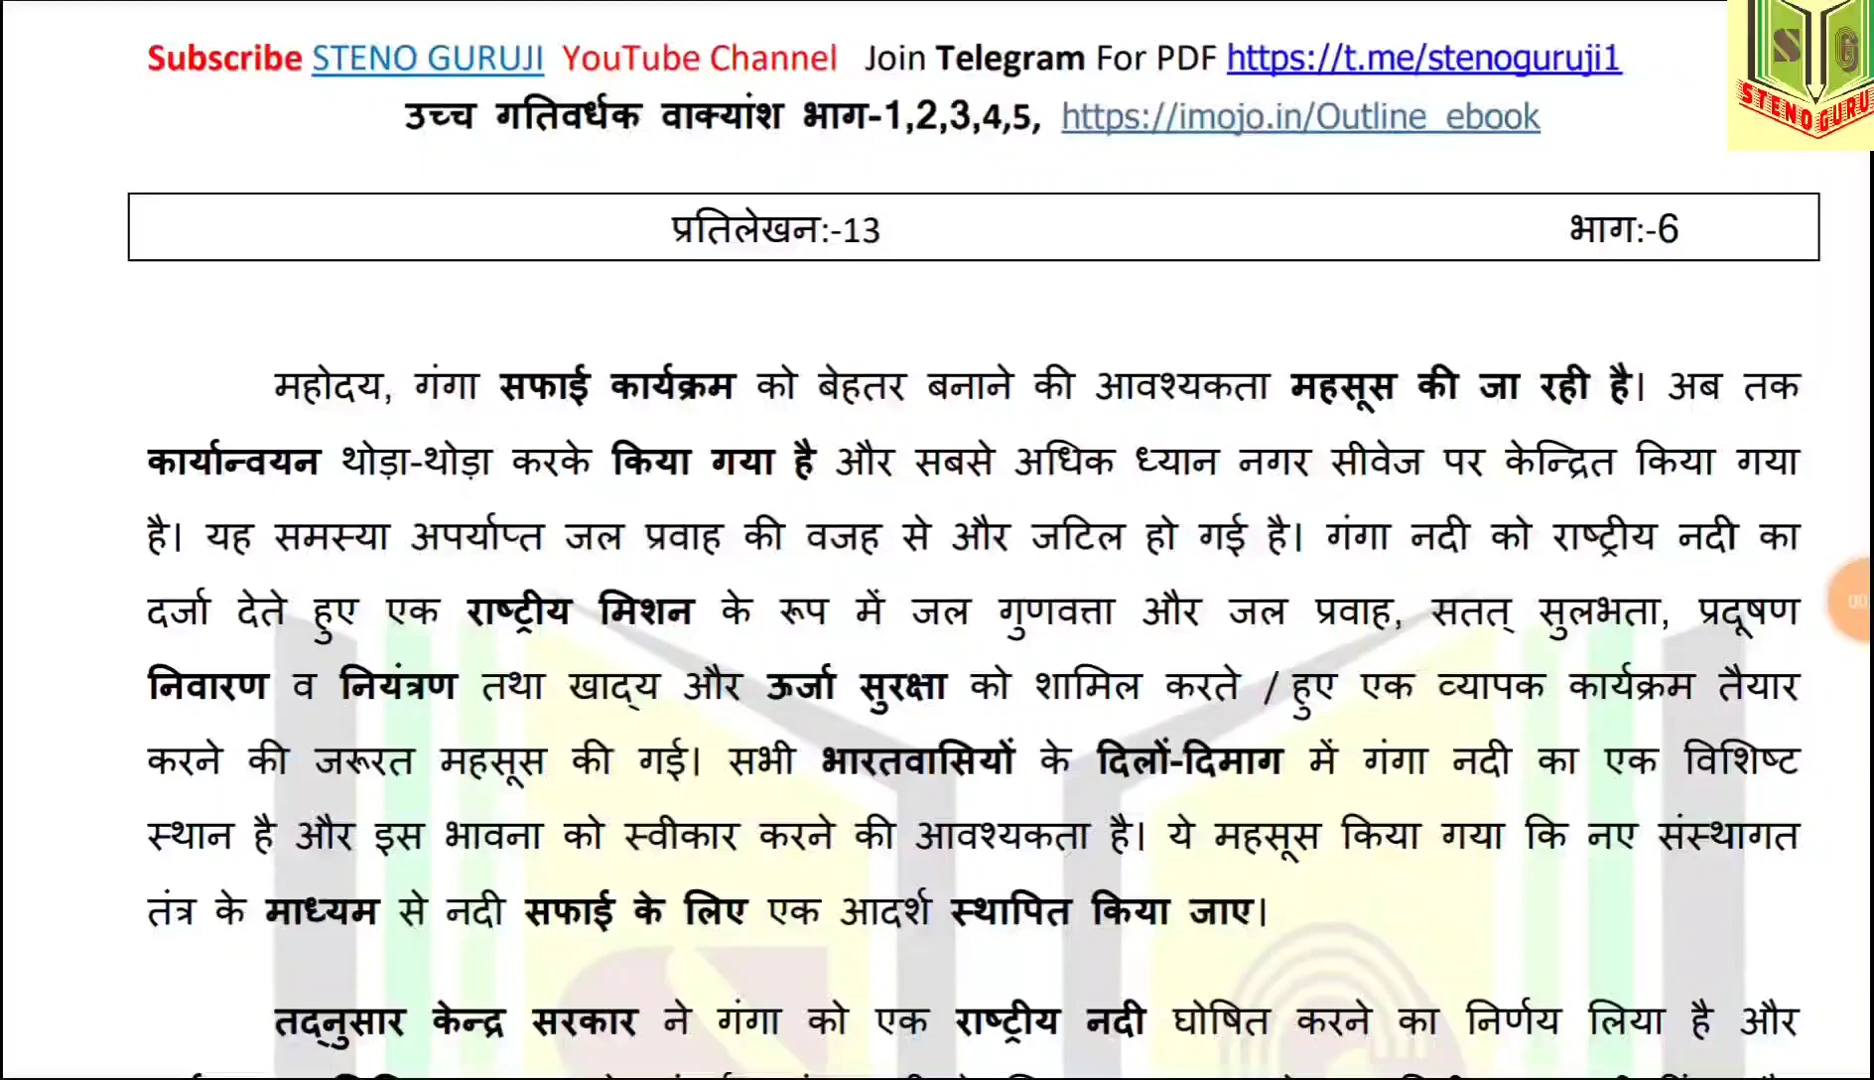 Subscribe STENO GURUJI YouTube Channel Join Telegram For PDF https://t.me/stenoguruji1
उच्च गतिवर्धक वाक्यांश भाग-1,2,3,4,5, https://imojo.in/Outline_ebook
S G
STENO GURU
प्रतिलेखन:-13 भाग:-6
महोदय, गंगा सफाई कार्यक्रम को बेहतर बनाने की आवश्यकता महसूस की जा रही है। अब तक
कार्यान्वयन थोड़ा-थोड़ा करके किया गया है और सबसे अधिक ध्यान नगर सीवेज पर केन्द्रित किया गया
है। यह समस्या अपर्याप्त जल प्रवाह की वजह से और जटिल हो गई है। गंगा नदी को राष्ट्रीय नदी का
दर्जा देते हुए एक राष्ट्रीय मिशन के रूप में जल गुणवत्ता और जल प्रवाह, सतत् सुलभता, प्रदूषण
निवारण व नियंत्रण तथा खाद्य और ऊर्जा सुरक्षा को शामिल करते / हुए एक व्यापक कार्यक्रम तैयार
करने की जरूरत महसूस की गई। सभी भारतवासियों के दिलों-दिमाग में गंगा नदी का एक विशिष्ट
स्थान है और इस भावना को स्वीकार करने की आवश्यकता है। ये महसूस किया गया कि नए संस्थागत
तंत्र के माध्यम से नदी सफाई के लिए एक आदर्श स्थापित किया जाए।
तद्नुसार केन्द्र सरकार ने गंगा को एक राष्ट्रीय नदी घोषित करने का निर्णय लिया है और